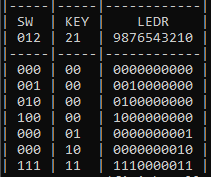 ------|-----|------------
SW | KEY | LEDR |
012 | 21 | 9876543210 |
------|-----|------------
000 | 00 | 0000000000 |
001 | 00 | 0010000000 |
010 | 00 | 0100000000 |
100 | 00 | 1000000000 |
000 | 01 | 0000000001 |
000 | 10 | 0000000010 |
111 | 11 | 1110000011 |